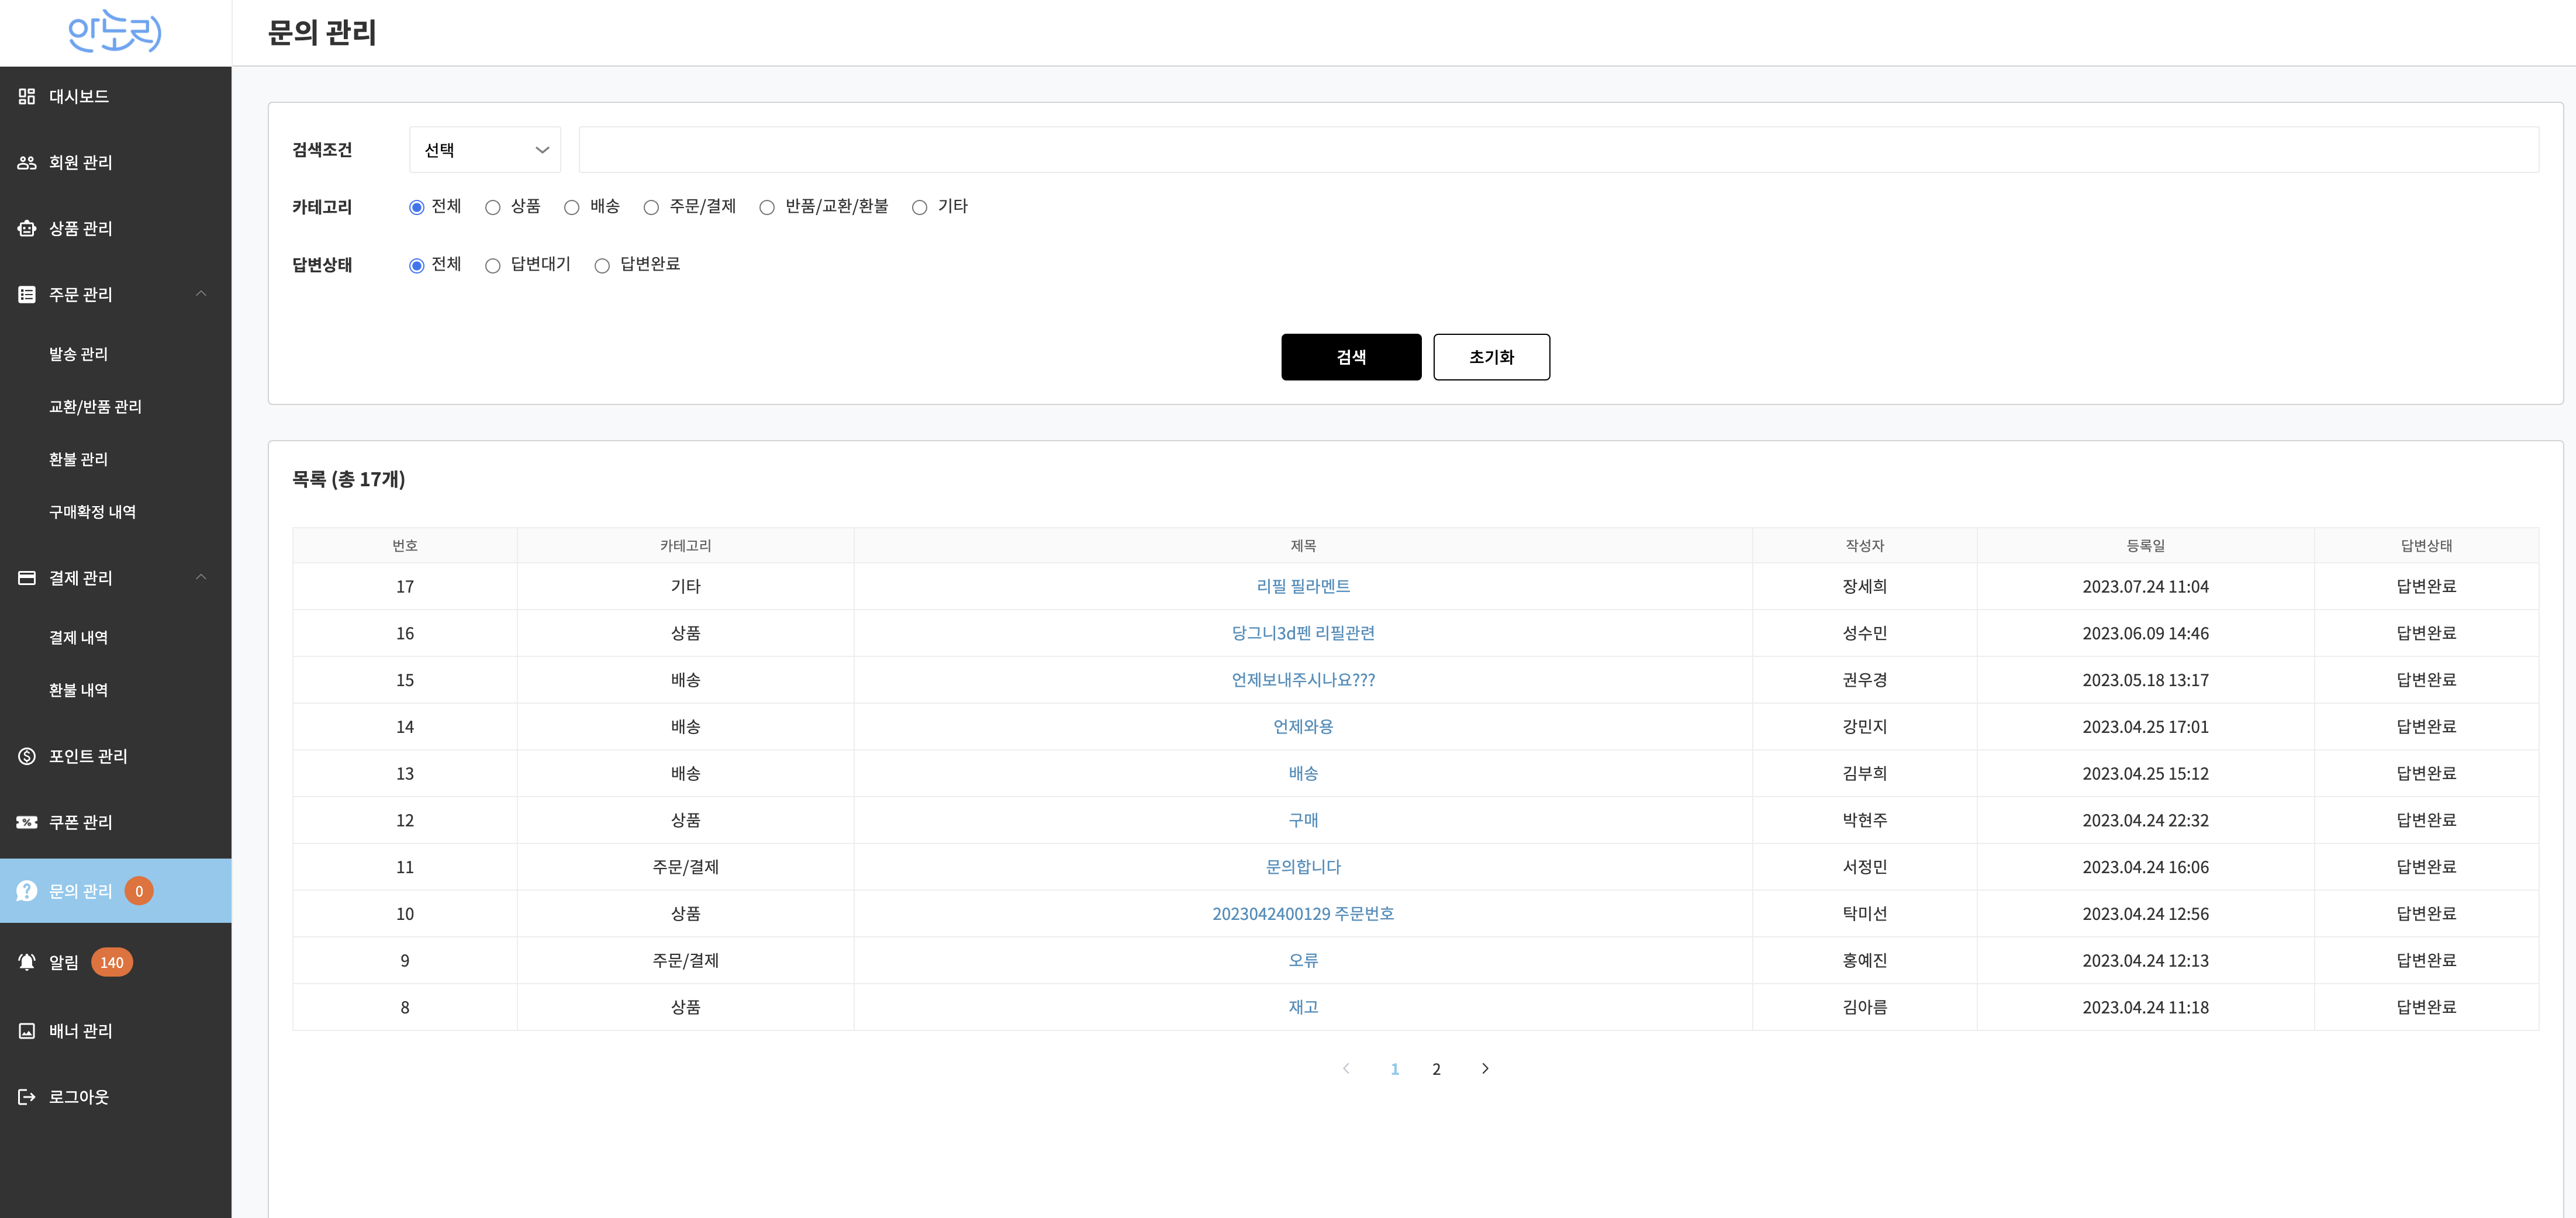 안노리
문의 관리
대시보드
회원 관리
상품 관리
주문 관리
발송 관리
교환/반품 관리
환불 관리
구매확정 내역
결제 관리
결제 내역
환불 내역
포인트 관리
쿠폰 관리
문의 관리 0
알림 140
배너 관리
로그아웃
검색조건 선택
카테고리 전체 상품 배송 주문/결제 반품/교환/환불 기타
답변상태 전체 답변대기 답변완료
검색 초기화
목록 (총 17개)
번호 카테고리 제목 작성자 등록일 답변상태
17 기타 리필 필라멘트 장세희 2023.07.24 11:04 답변완료
16 상품 당그니3d펜 리필관련 성수민 2023.06.09 14:46 답변완료
15 배송 언제보내주시나요??? 권우경 2023.05.18 13:17 답변완료
14 배송 언제와용 강민지 2023.04.25 17:01 답변완료
13 배송 배송 김부희 2023.04.25 15:12 답변완료
12 상품 구매 박현주 2023.04.24 22:32 답변완료
11 주문/결제 문의합니다 서정민 2023.04.24 16:06 답변완료
10 상품 2023042400129 주문번호 탁미선 2023.04.24 12:56 답변완료
9 주문/결제 오류 홍예진 2023.04.24 12:13 답변완료
8 상품 재고 김아름 2023.04.24 11:18 답변완료
1 2